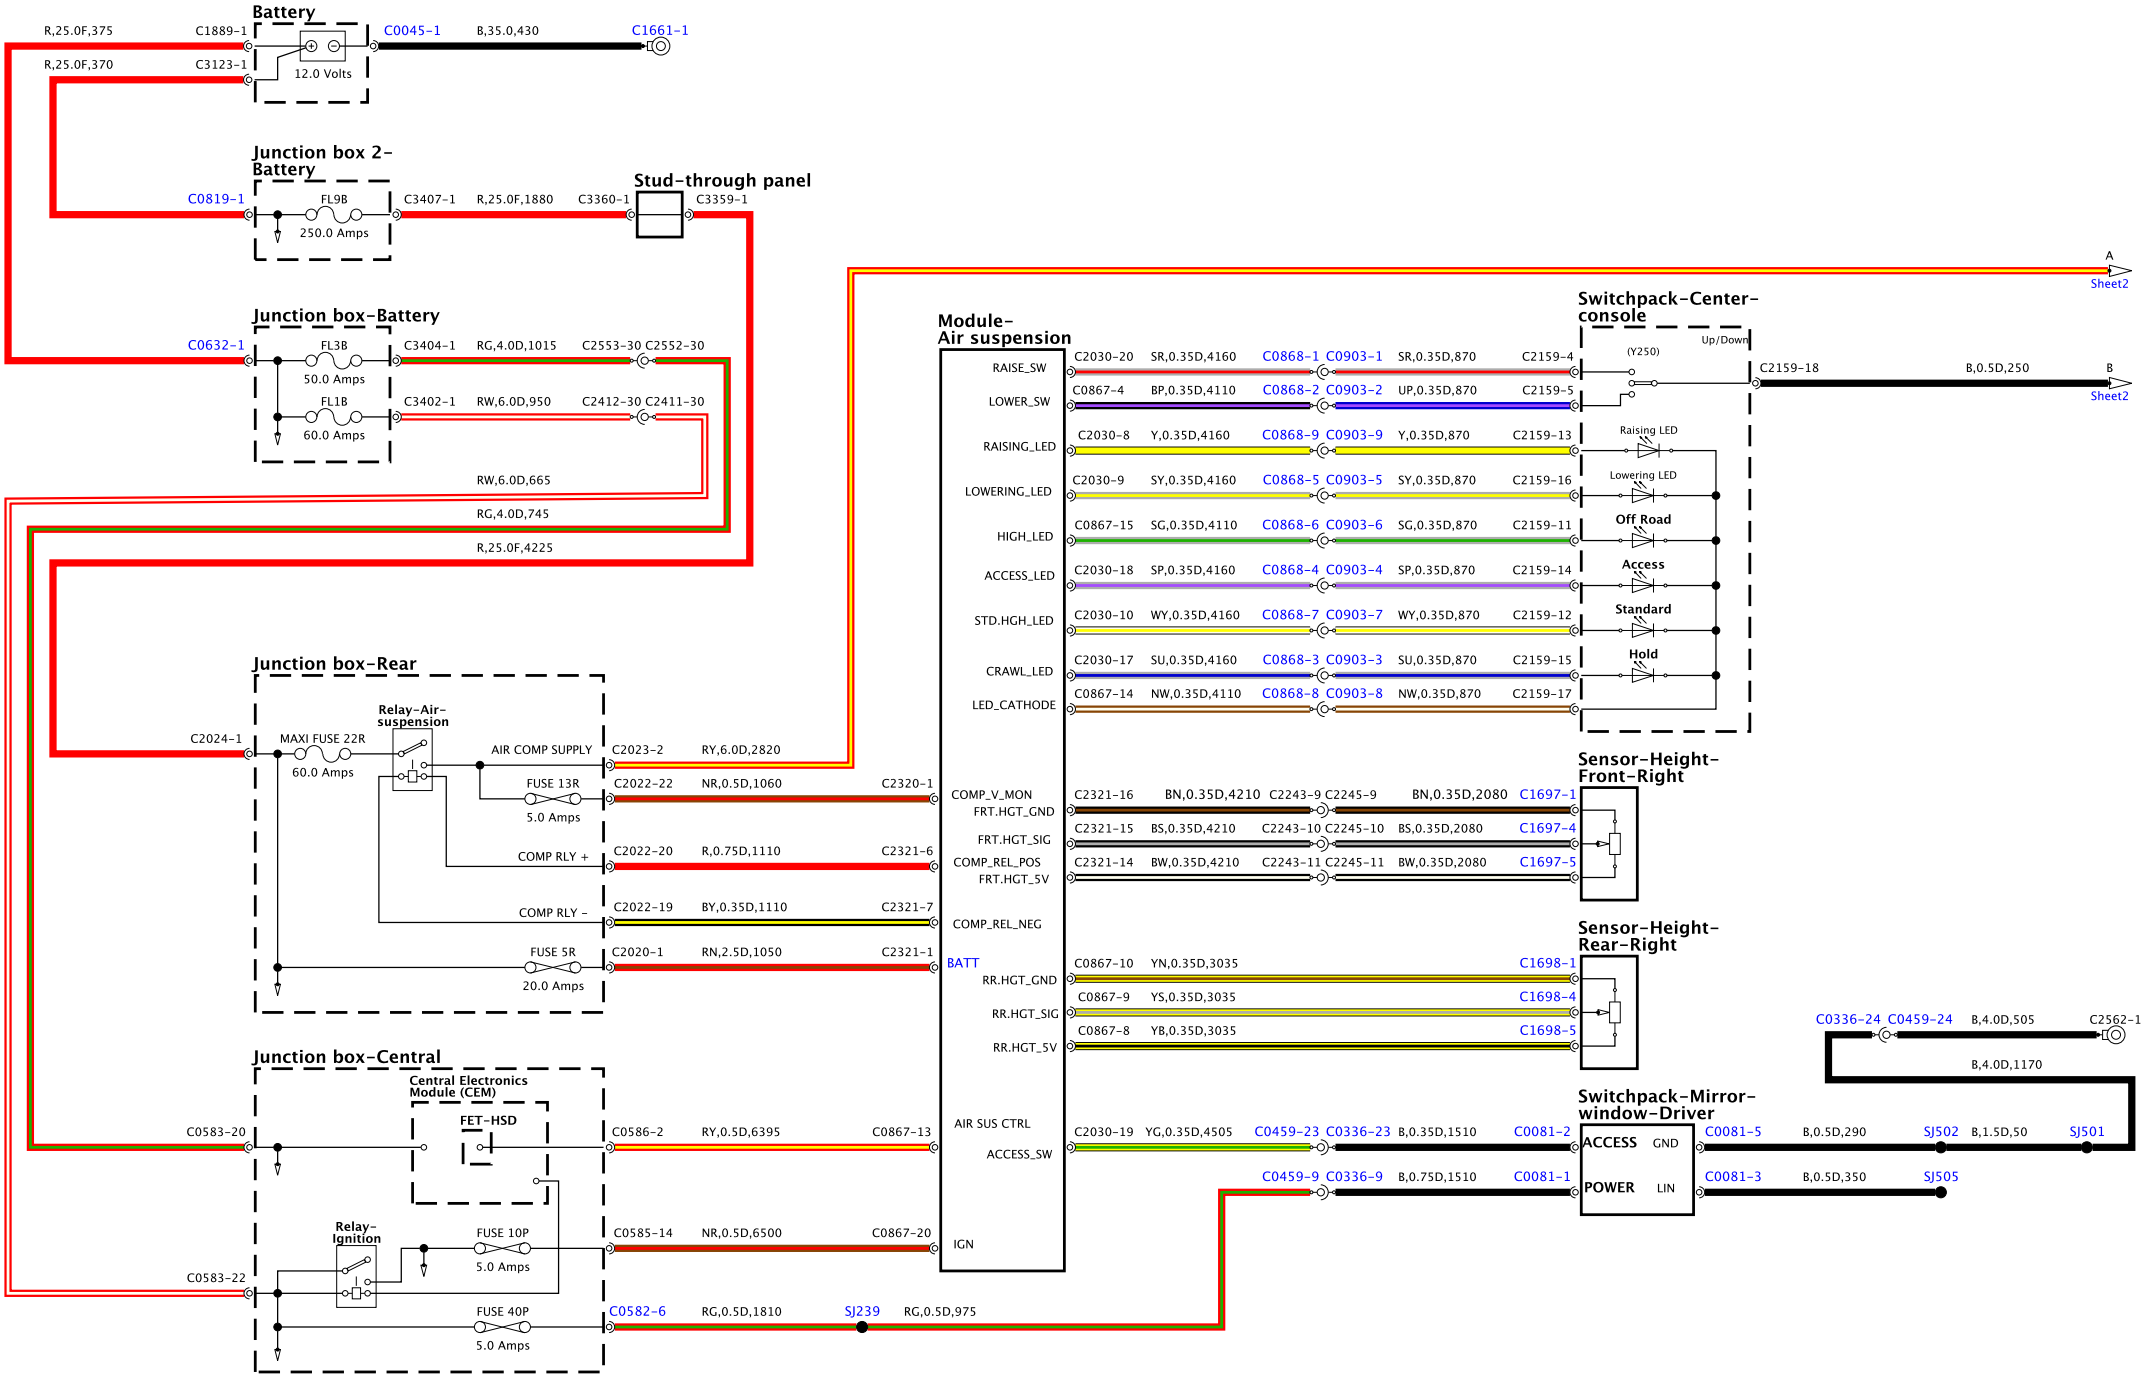 Battery
R,25.0F,375
C1889-1
C0045-1
B,35.0,430
C1661-1
R,25.0F,370
C3123-1
12.0 Volts
Junction box 2-
Battery
C0819-1
FL9B
250.0 Amps
C3407-1
R,25.0F,1880
C3360-1
Stud-through panel
C3359-1
A
Sheet2
Junction box-Battery
C0632-1
FL3B
50.0 Amps
C3404-1
RG,4.0D,1015
C2553-30
C2552-30
FL1B
60.0 Amps
C3402-1
RW,6.0D,950
C2412-30
C2411-30
RW,6.0D,665
RG,4.0D,745
R,25.0F,4225
Module-
Air suspension
Switchpack-Center-
console
(Y250)
Up/Down
C2159-18
B,0.5D,250
B
Sheet2
RAISE_SW
C2030-20
SR,0.35D,4160
C0868-1
C0903-1
SR,0.35D,870
C2159-4
LOWER_SW
C0867-4
BP,0.35D,4110
C0868-2
C0903-2
UP,0.35D,870
C2159-5
RAISING_LED
C2030-8
Y,0.35D,4160
C0868-9
C0903-9
Y,0.35D,870
C2159-13
Raising LED
LOWERING_LED
C2030-9
SY,0.35D,4160
C0868-5
C0903-5
SY,0.35D,870
C2159-16
Lowering LED
HIGH_LED
C0867-15
SG,0.35D,4110
C0868-6
C0903-6
SG,0.35D,870
C2159-11
Off Road
ACCESS_LED
C2030-18
SP,0.35D,4160
C0868-4
C0903-4
SP,0.35D,870
C2159-14
Access
STD.HGH_LED
C2030-10
WY,0.35D,4160
C0868-7
C0903-7
WY,0.35D,870
C2159-12
Standard
CRAWL_LED
C2030-17
SU,0.35D,4160
C0868-3
C0903-3
SU,0.35D,870
C2159-15
Hold
LED_CATHODE
C0867-14
NW,0.35D,4110
C0868-8
C0903-8
NW,0.35D,870
C2159-17
Junction box-Rear
Relay-Air-
suspension
C2024-1
MAXI FUSE 22R
60.0 Amps
AIR COMP SUPPLY
C2023-2
RY,6.0D,2820
FUSE 13R
5.0 Amps
C2022-22
NR,0.5D,1060
C2320-1
COMP_V_MON
COMP RLY +
C2022-20
R,0.75D,1110
C2321-6
COMP_REL_POS
COMP RLY -
C2022-19
BY,0.35D,1110
C2321-7
COMP_REL_NEG
FUSE 5R
20.0 Amps
C2020-1
RN,2.5D,1050
C2321-1
BATT
Sensor-Height-
Front-Right
FRT.HGT_GND
C2321-16
BN,0.35D,4210
C2243-9
C2245-9
BN,0.35D,2080
C1697-1
FRT.HGT_SIG
C2321-15
BS,0.35D,4210
C2243-10
C2245-10
BS,0.35D,2080
C1697-4
FRT.HGT_5V
C2321-14
BW,0.35D,4210
C2243-11
C2245-11
BW,0.35D,2080
C1697-5
Sensor-Height-
Rear-Right
RR.HGT_GND
C0867-10
YN,0.35D,3035
C1698-1
RR.HGT_SIG
C0867-9
YS,0.35D,3035
C1698-4
RR.HGT_5V
C0867-8
YB,0.35D,3035
C1698-5
C0336-24
C0459-24
B,4.0D,505
C2562-1
B,4.0D,1170
Junction box-Central
Central Electronics
Module (CEM)
FET-HSD
C0583-20
C0586-2
RY,0.5D,6395
C0867-13
AIR SUS CTRL
Relay-
Ignition
FUSE 10P
5.0 Amps
C0585-14
NR,0.5D,6500
C0867-20
IGN
C0583-22
FUSE 40P
5.0 Amps
C0582-6
RG,0.5D,1810
SJ239
RG,0.5D,975
Switchpack-Mirror-
window-Driver
ACCESS_SW
C2030-19
YG,0.35D,4505
C0459-23
C0336-23
B,0.35D,1510
C0081-2
ACCESS
GND
C0081-5
B,0.5D,290
SJ502
B,1.5D,50
SJ501
C0459-9
C0336-9
B,0.75D,1510
C0081-1
POWER
LIN
C0081-3
B,0.5D,350
SJ505